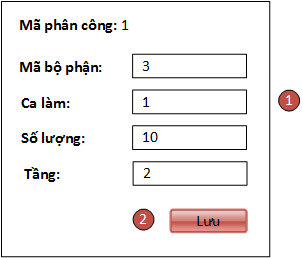 Mã phân công: 1
Mã bộ phận: 3
Ca làm: 1
1
Số lượng: 10
Tầng: 2
2 Lưu